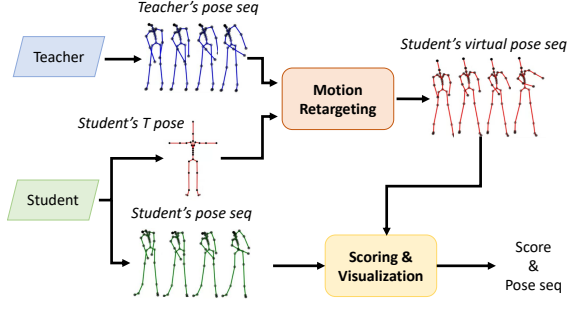 Teacher's pose seq
Teacher
Student's virtual pose seq
Motion
Retargeting
Student's T pose
Student
Student's pose seq
Scoring &
Visualization
Score
&
Pose seq